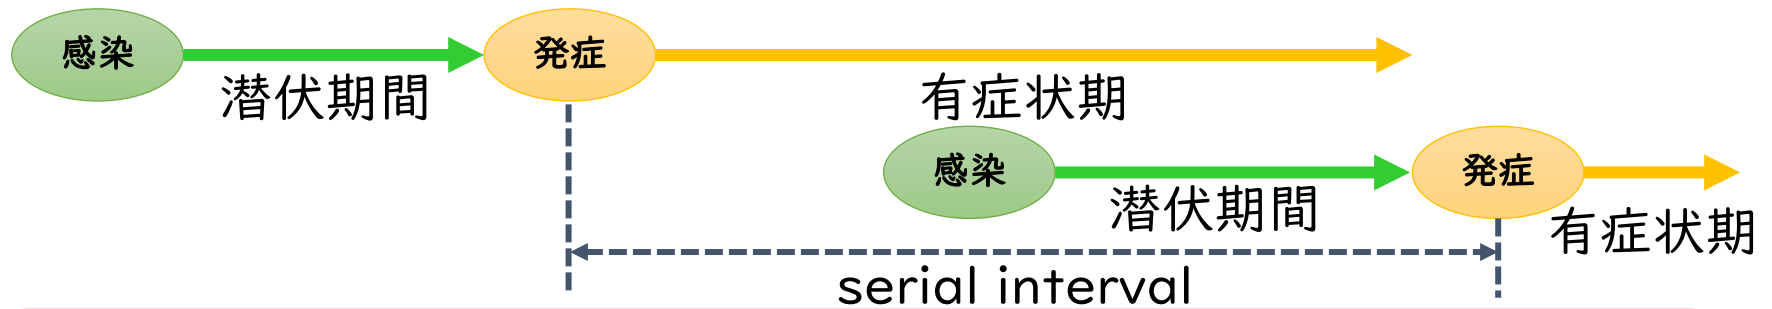 感染
潜伏期間
発症
有症状期
感染
潜伏期間
発症
有症状期
serial interval